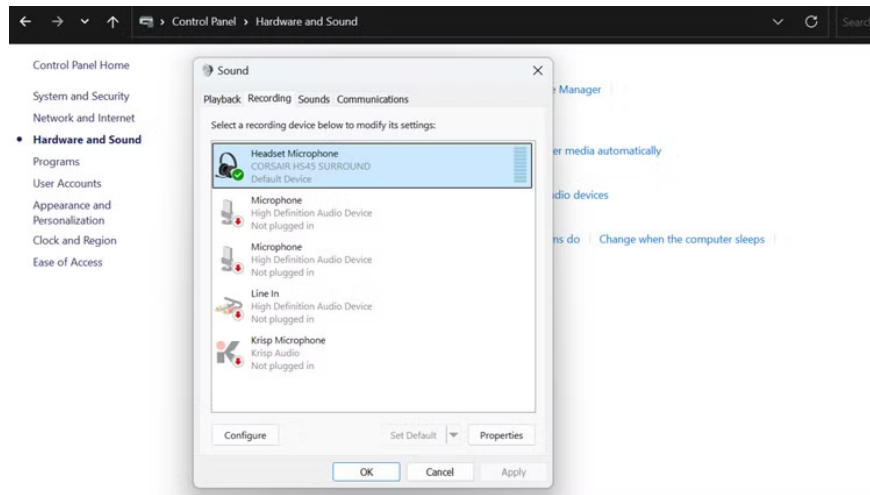 Control Panel > Hardware and Sound
Search
Control Panel Home
System and Security
Network and Internet
Hardware and Sound
Programs
User Accounts
Appearance and
Personalization
Clock and Region
Ease of Access
Sound
Playback Recording Sounds Communications
Select a recording device below to modify its settings:
Headset Microphone
CORSAIR HS45 SURROUND
Default Device
Microphone
High Definition Audio Device
Not plugged in
Microphone
High Definition Audio Device
Not plugged in
Line In
High Definition Audio Device
Not plugged in
Krisp Microphone
Krisp Audio
Not plugged in
Configure Set Default Properties
OK Cancel Apply
Manager
er media automatically
dio devices
ns do Change when the computer sleeps